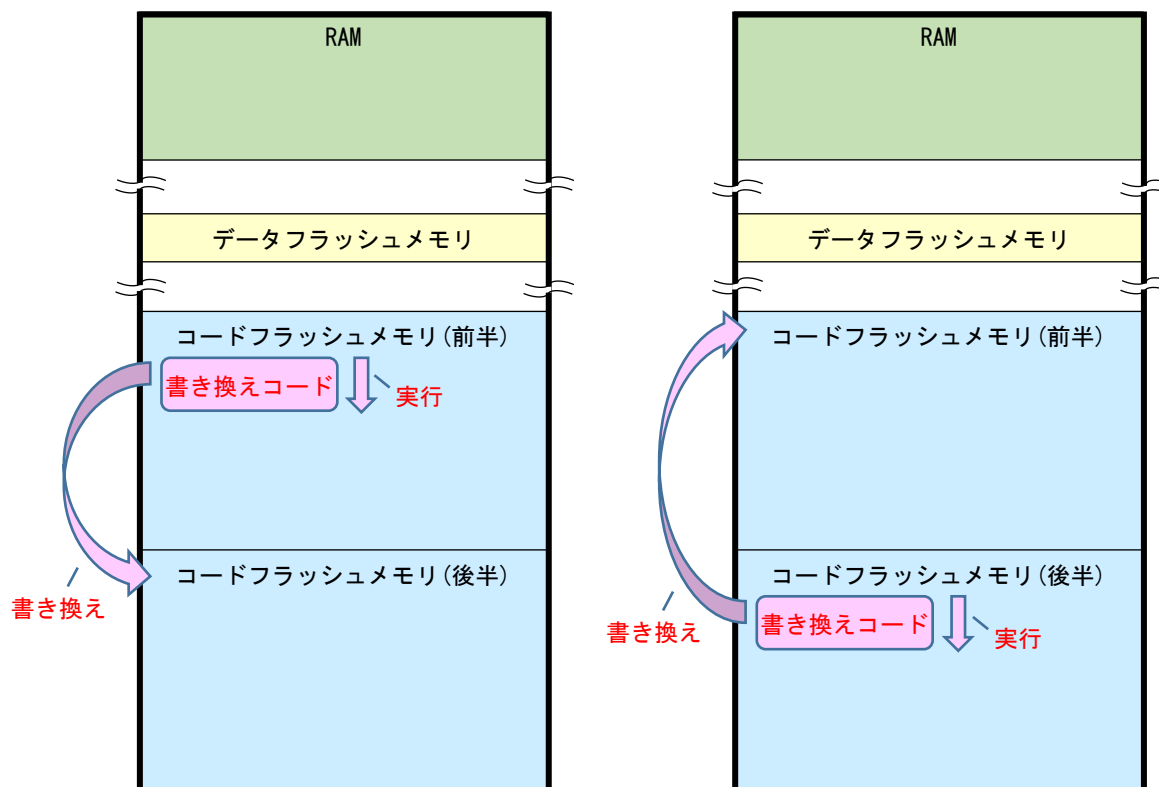 RAM
データフラッシュメモリ
コードフラッシュメモリ(前半)
書き換えコード
実行
コードフラッシュメモリ(後半)
書き換え
RAM
データフラッシュメモリ
コードフラッシュメモリ(前半)
コードフラッシュメモリ(後半)
書き換えコード
書き換え
実行